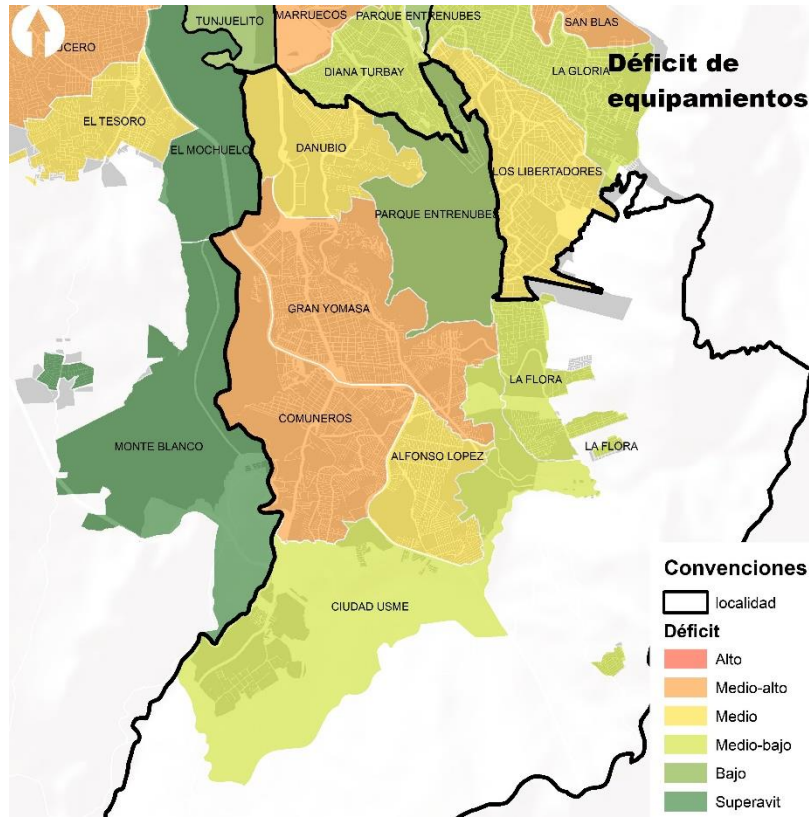 MARRUECOS
PARQUE ENTRENUBES
TUNJUELITO
SAN BLAS
UCERO
DIANA TURBAY
LA GLORIA
Déficit de
equipamientos
EL TESORO
EL MOCHUELO
DANUBIO
LOS LIBERTADORES
PARQUE ENTRENUBES
GRAN YOMASA
LA FLORA
COMUNEROS
MONTE BLANCO
ALFONSO LOPEZ
LA FLORA
CIUDAD USME
Convenciones
localidad
Déficit
Alto
Medio-alto
Medio
Medio-bajo
Bajo
Superavit